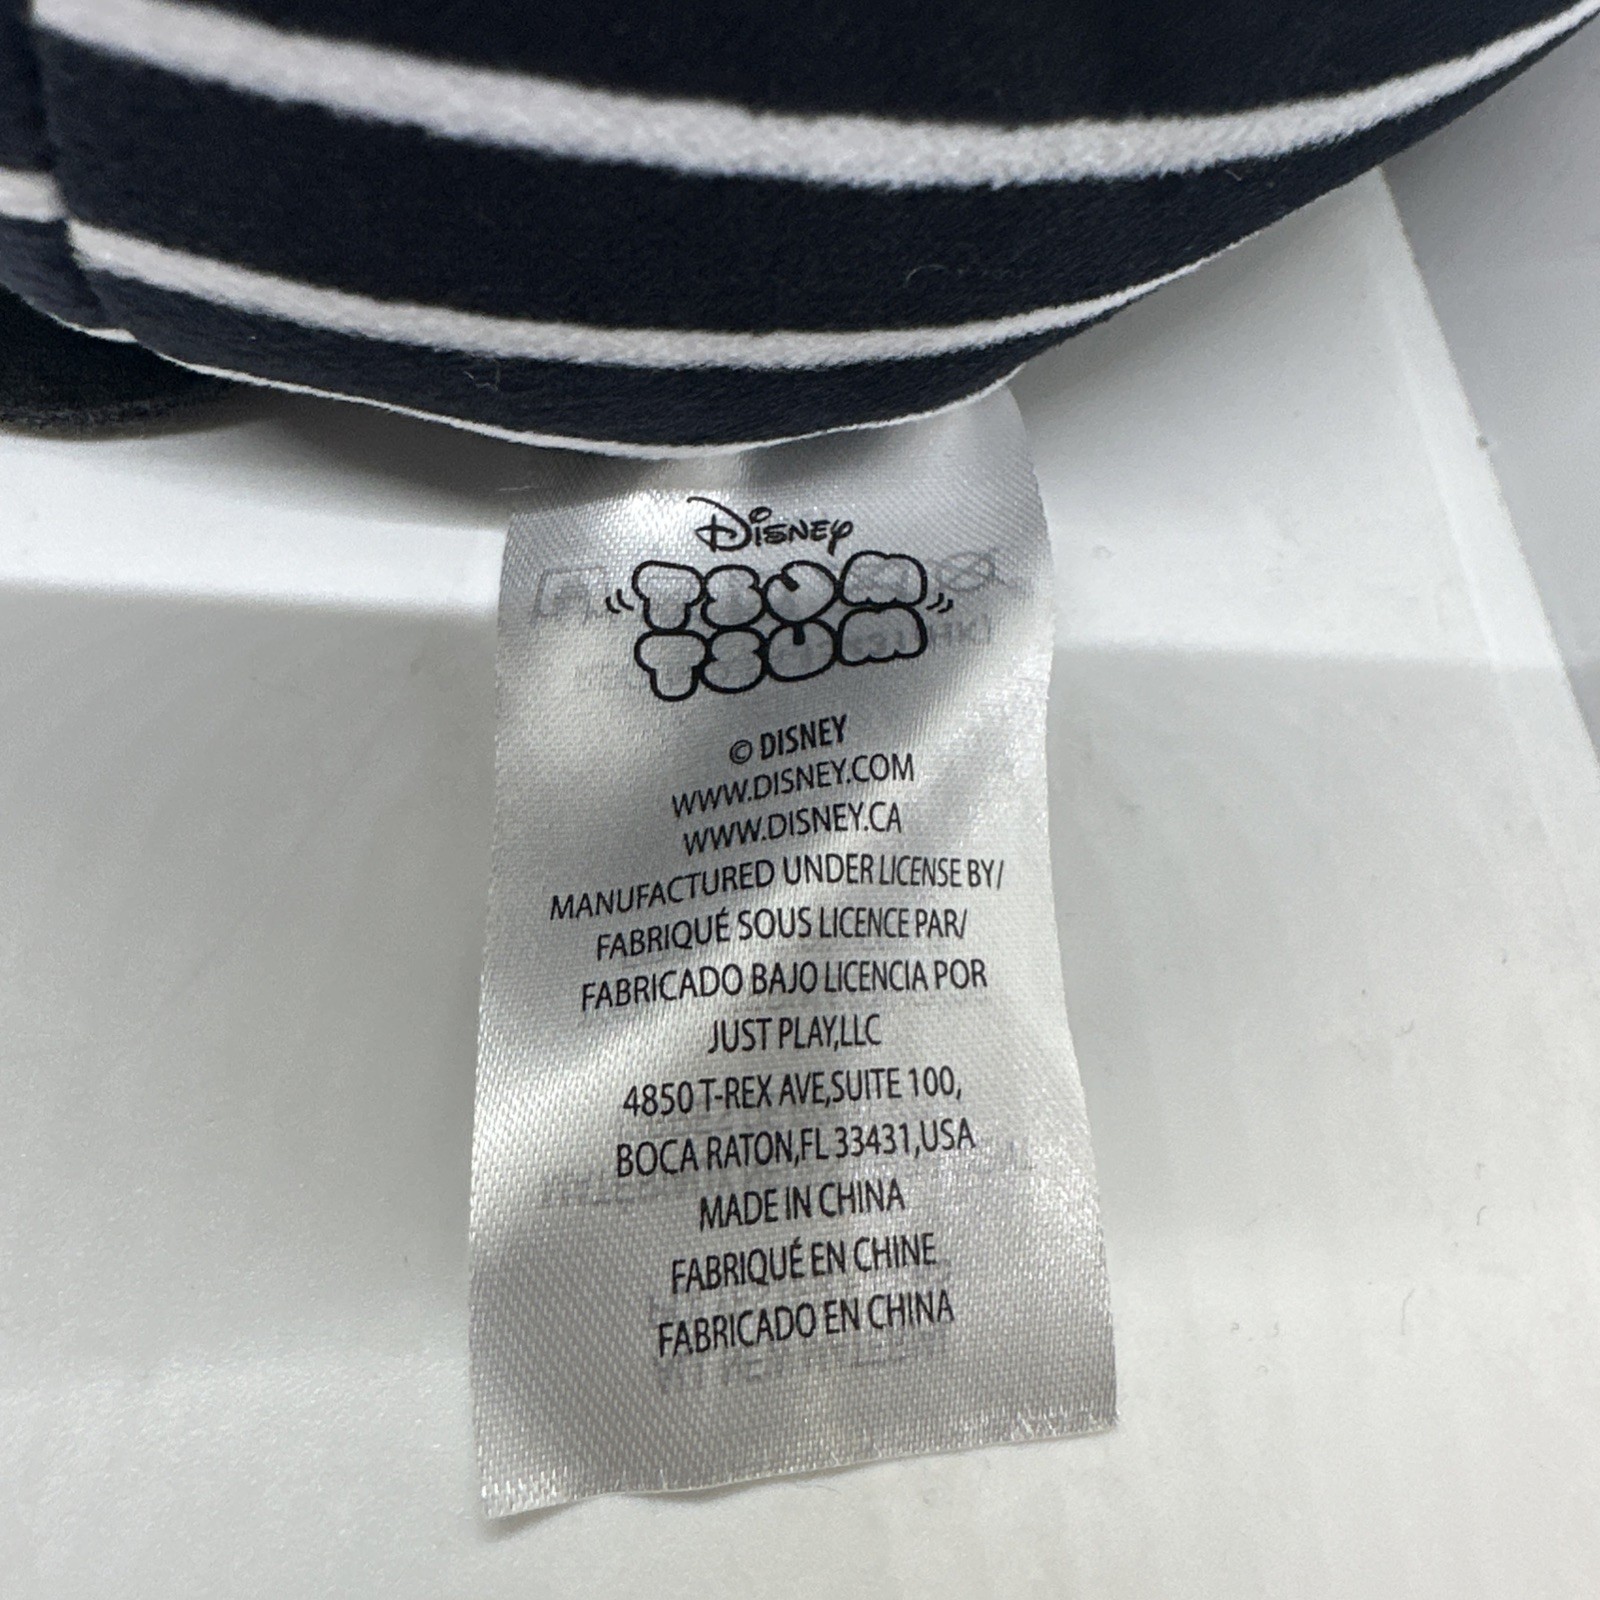 Disney
TSUM
TSUM
© DISNEY
WWW.DISNEY.COM
WWW.DISNEY.CA
MANUFACTURED UNDER LICENSE BY/
FABRIQUÉ SOUS LICENCE PAR/
FABRICADO BAJO LICENCIA POR
JUST PLAY,LLC
4850 T-REX AVE,SUITE 100,
BOCA RATON,FL 33431,USA
MADE IN CHINA
FABRIQUÉ EN CHINE
FABRICADO EN CHINA